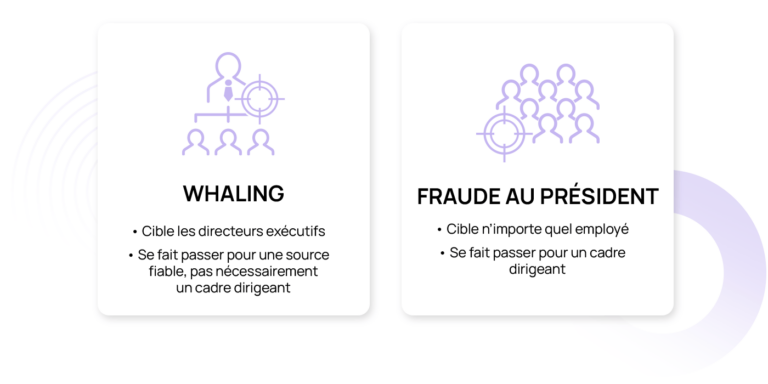 WHALING
• Cible les directeurs exécutifs
• Se fait passer pour une source
fiable, pas nécessairement
un cadre dirigeant
FRAUDE AU PRÉSIDENT
• Cible n'importe quel employé
• Se fait passer pour un cadre
dirigeant